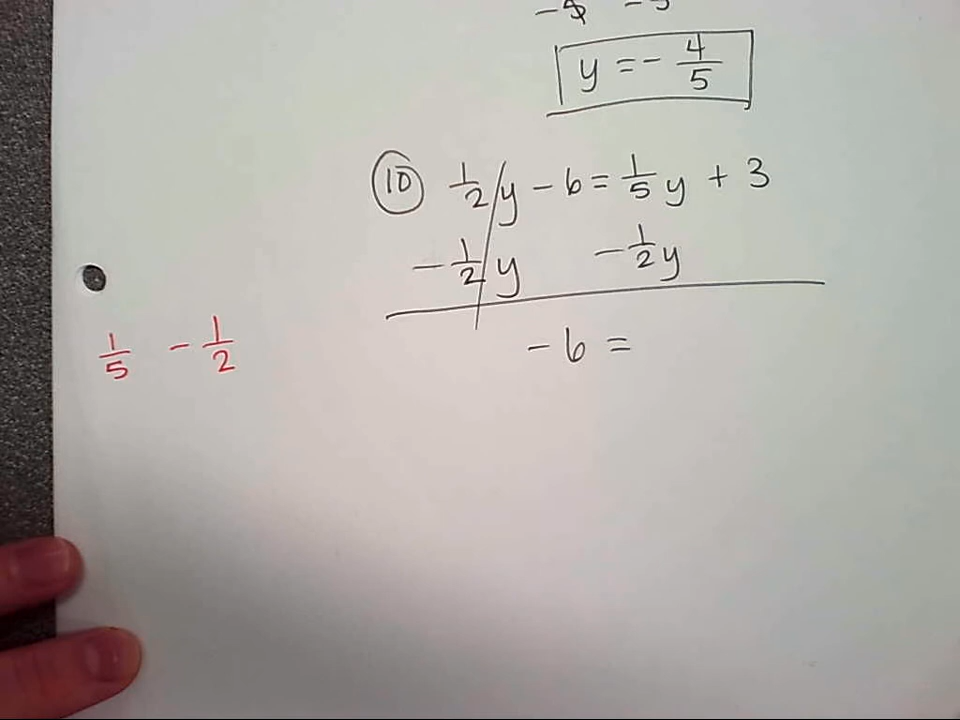 y = - 4/5
10 1/2 y - 6 = 1/5 y + 3
- 1/2 y - 1/2 y
- 6 =
1/5 - 1/2